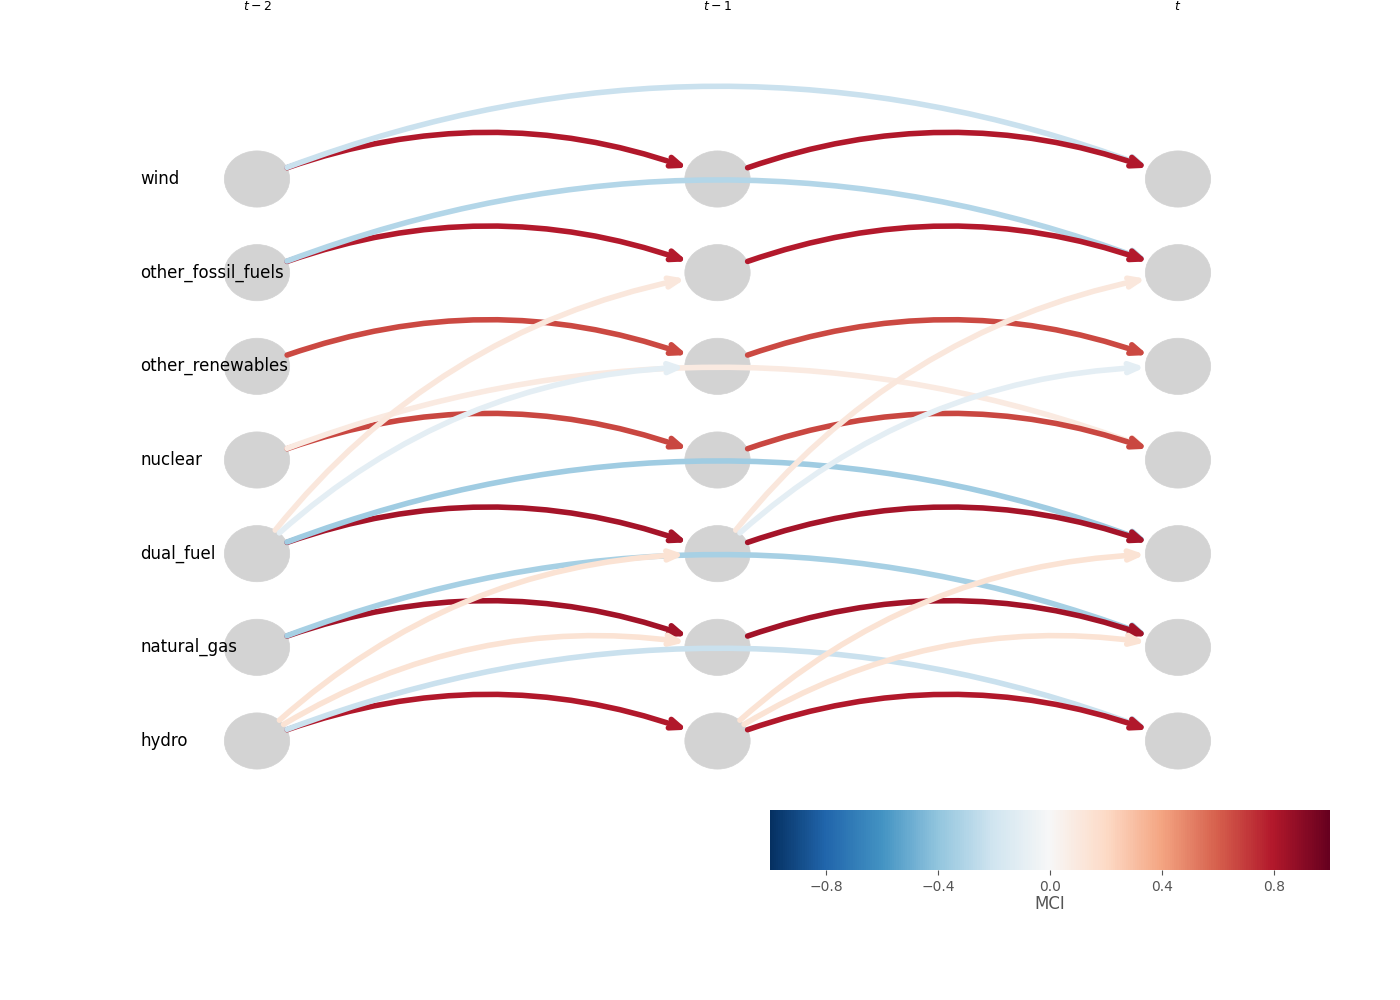 t − 2 t − 1 t
wind
other_fossil_fuels
other_renewables
nuclear
dual_fuel
natural_gas
hydro
−0.8 −0.4 0.0 0.4 0.8
MCI